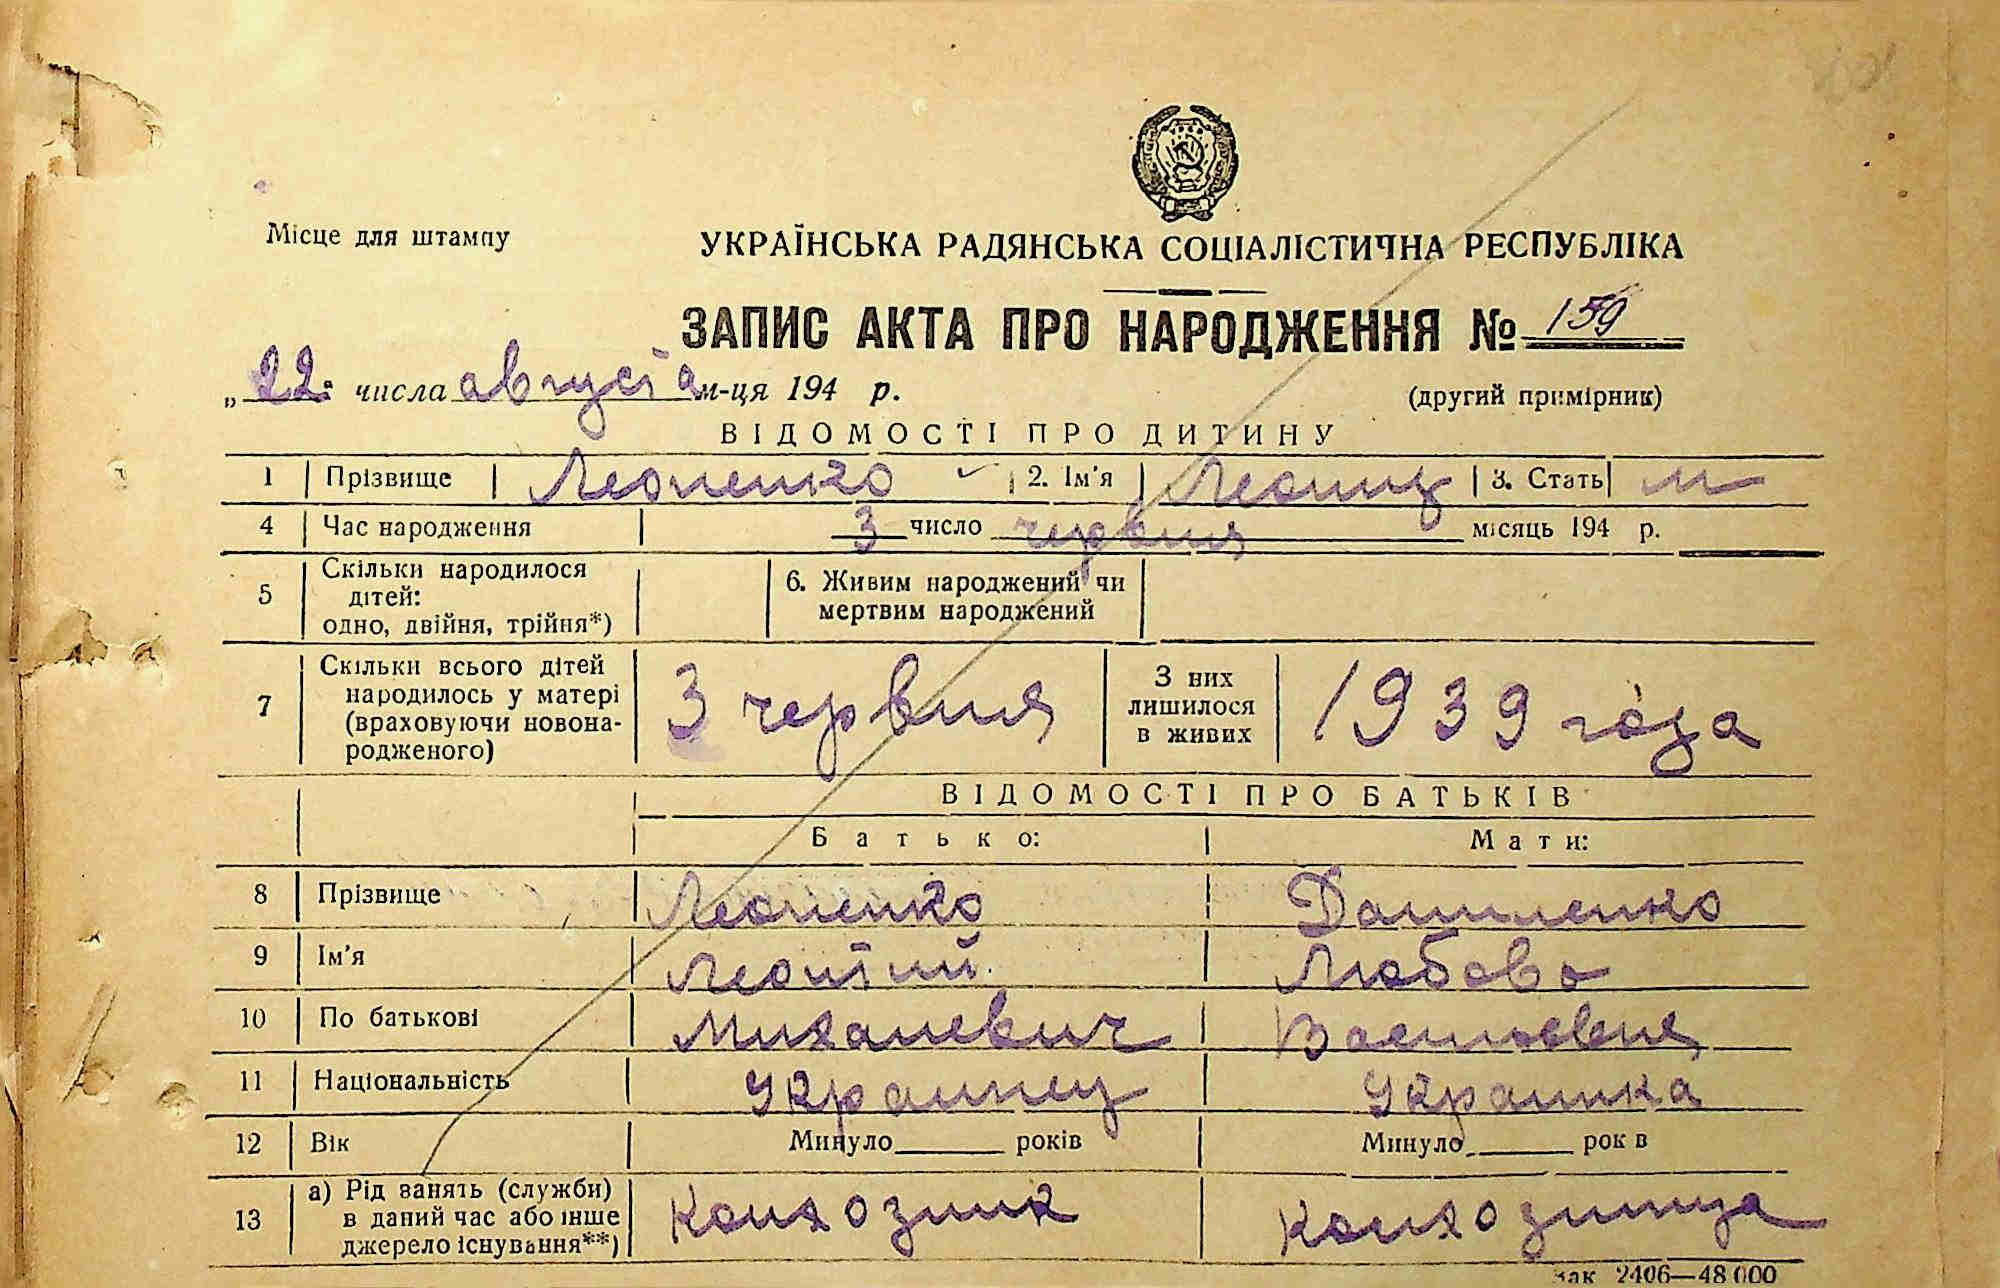 Місце для штампу
УКРАЇНСЬКА РАДЯНСЬКА СОЦІАЛІСТИЧНА РЕСПУБЛІКА
ЗАПИС АКТА ПРО НАРОДЖЕННЯ № 159
„22" числа августа м-ця 194 р.
(другий примірник)
ВІДОМОСТІ ПРО ДИТИНУ
1 Прізвище Леоненко 2. Ім'я Леонид 3. Стать м
4 Час народження 3 число червня місяць 194 р.
5 Скільки народилося дітей: одно, двійня, трійня*) 6. Живим народжений чи мертвим народжений
7 Скільки всього дітей народилось у матері (враховуючи новонародженого) 3 червня З них лишилося в живих 1939 года
ВІДОМОСТІ ПРО БАТЬКІВ
Батько: Мати:
8 Прізвище Леоненко Даниленко
9 Ім'я Леонтий Любовь
10 По батькові Михалевич Васильевна
11 Національність Украинец Украинка
12 Вік Минуло років Минуло рок в
13 а) Рід занять (служби) в даний час або інше джерело існування**) Колхозник Колхозница
зак 2406—48 000